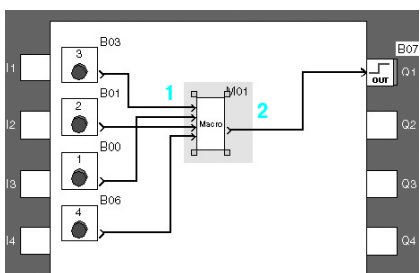 B03
3
I1
1
M01
B07
Q1
OUT
B01
2
I2
Macro
2
Q2
B00
1
I3
Q3
B06
4
I4
Q4